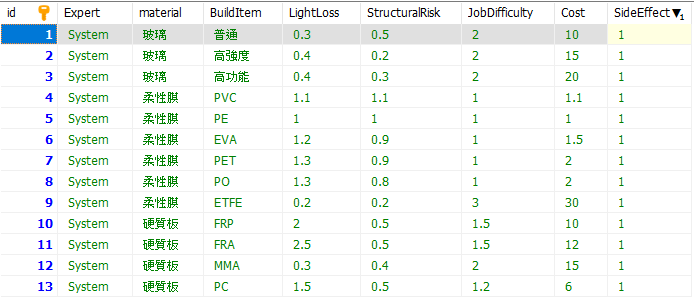 id Expert material BuildItem LightLoss StructuralRisk JobDifficulty Cost SideEffect ▼1
1 System 玻璃 普通 0.3 0.5 2 10 1
2 System 玻璃 高強度 0.4 0.2 2 15 1
3 System 玻璃 高功能 0.4 0.3 2 20 1
4 System 柔性膜 PVC 1.1 1.1 1 1.1 1
5 System 柔性膜 PE 1 1 1 1 1
6 System 柔性膜 EVA 1.2 0.9 1 1.5 1
7 System 柔性膜 PET 1.3 0.9 1 2 1
8 System 柔性膜 PO 1.3 0.8 1 2 1
9 System 柔性膜 ETFE 0.2 0.2 3 30 1
10 System 硬質板 FRP 2 0.5 1.5 10 1
11 System 硬質板 FRA 2.5 0.5 1.5 12 1
12 System 硬質板 MMA 0.3 0.4 2 15 1
13 System 硬質板 PC 1.5 0.5 1.2 6 1